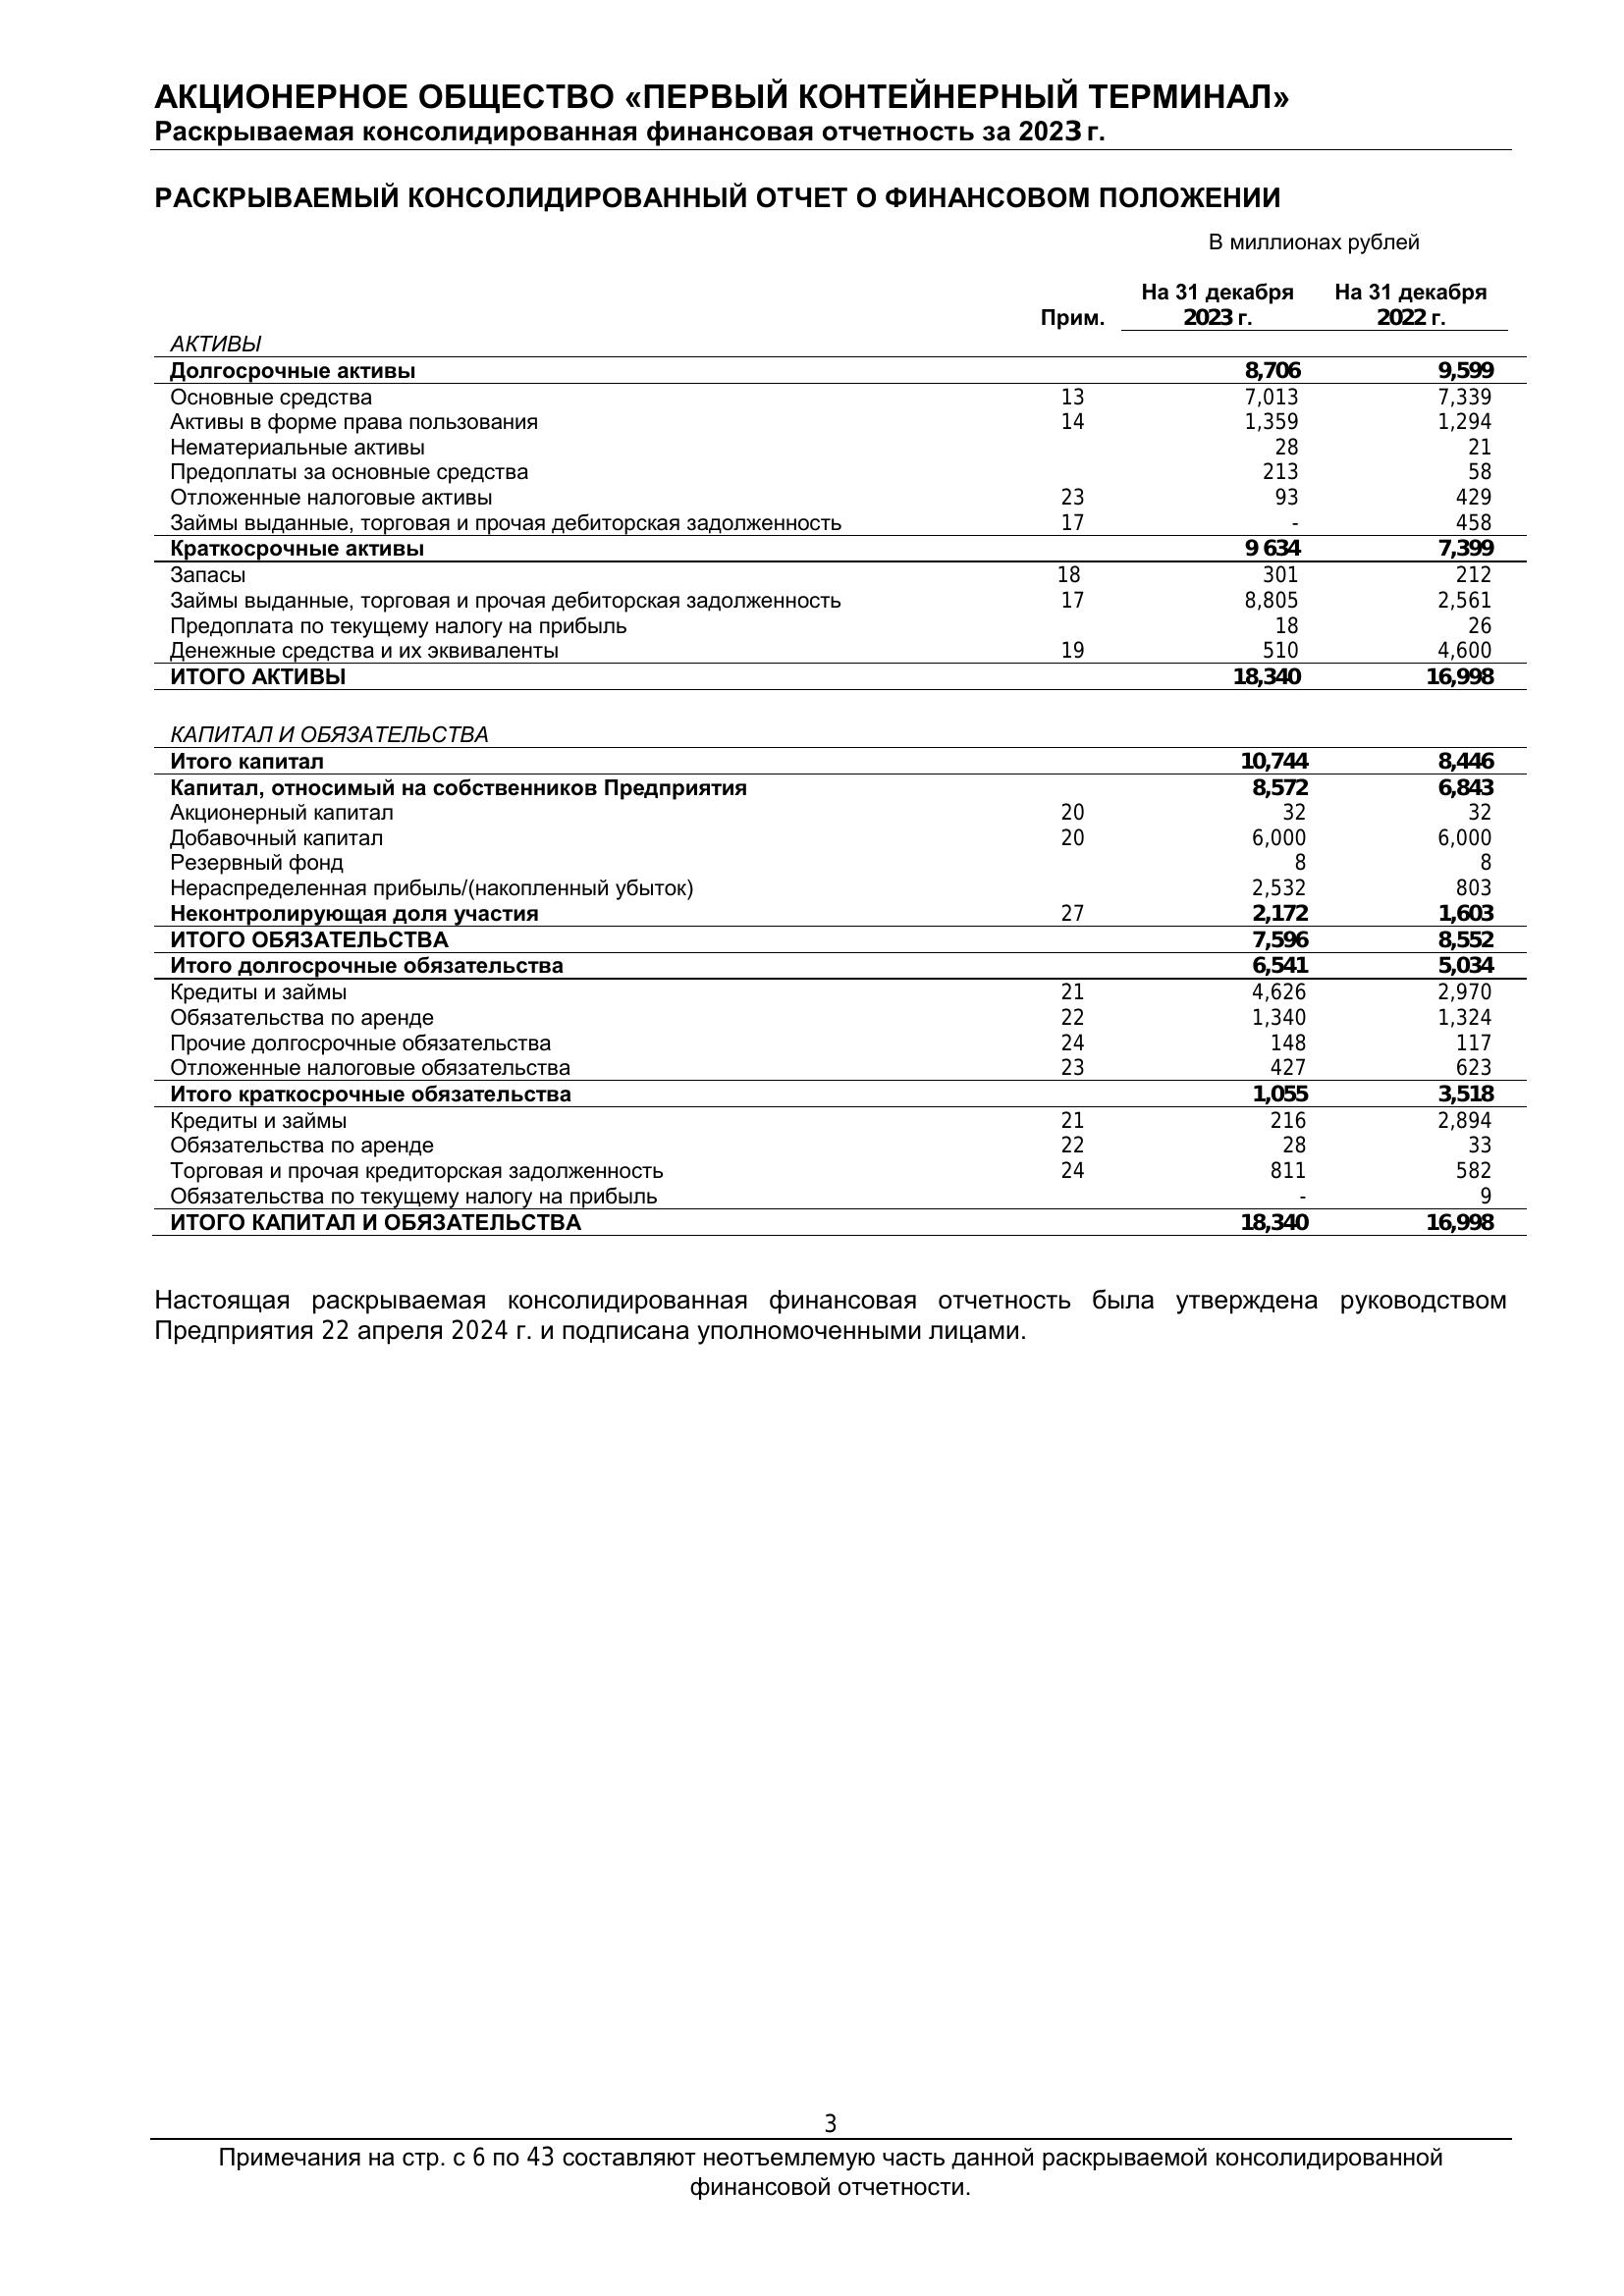 АКЦИОНЕРНОЕ ОБЩЕСТВО «ПЕРВЫЙ КОНТЕЙНЕРНЫЙ ТЕРМИНАЛ»
Раскрываемая консолидированная финансовая отчетность за 2023 г.
РАСКРЫВАЕМЫЙ КОНСОЛИДИРОВАННЫЙ ОТЧЕТ О ФИНАНСОВОМ ПОЛОЖЕНИИ
В миллионах рублей
На 31 декабря На 31 декабря
Прим. 2023 г. 2022 г.
АКТИВЫ
Долгосрочные активы 8,706 9,599
Основные средства 13 7,013 7,339
Активы в форме права пользования 14 1,359 1,294
Нематериальные активы 28 21
Предоплаты за основные средства 213 58
Отложенные налоговые активы 23 93 429
Займы выданные, торговая и прочая дебиторская задолженность 17 - 458
Краткосрочные активы 9 634 7,399
Запасы 18 301 212
Займы выданные, торговая и прочая дебиторская задолженность 17 8,805 2,561
Предоплата по текущему налогу на прибыль 18 26
Денежные средства и их эквиваленты 19 510 4,600
ИТОГО АКТИВЫ 18,340 16,998
КАПИТАЛ И ОБЯЗАТЕЛЬСТВА
Итого капитал 10,744 8,446
Капитал, относимый на собственников Предприятия 8,572 6,843
Акционерный капитал 20 32 32
Добавочный капитал 20 6,000 6,000
Резервный фонд 8 8
Нераспределенная прибыль/(накопленный убыток) 2,532 803
Неконтролирующая доля участия 27 2,172 1,603
ИТОГО ОБЯЗАТЕЛЬСТВА 7,596 8,552
Итого долгосрочные обязательства 6,541 5,034
Кредиты и займы 21 4,626 2,970
Обязательства по аренде 22 1,340 1,324
Прочие долгосрочные обязательства 24 148 117
Отложенные налоговые обязательства 23 427 623
Итого краткосрочные обязательства 1,055 3,518
Кредиты и займы 21 216 2,894
Обязательства по аренде 22 28 33
Торговая и прочая кредиторская задолженность 24 811 582
Обязательства по текущему налогу на прибыль - 9
ИТОГО КАПИТАЛ И ОБЯЗАТЕЛЬСТВА 18,340 16,998
Настоящая раскрываемая консолидированная финансовая отчетность была утверждена руководством
Предприятия 22 апреля 2024 г. и подписана уполномоченными лицами.
3
Примечания на стр. с 6 по 43 составляют неотъемлемую часть данной раскрываемой консолидированной
финансовой отчетности.